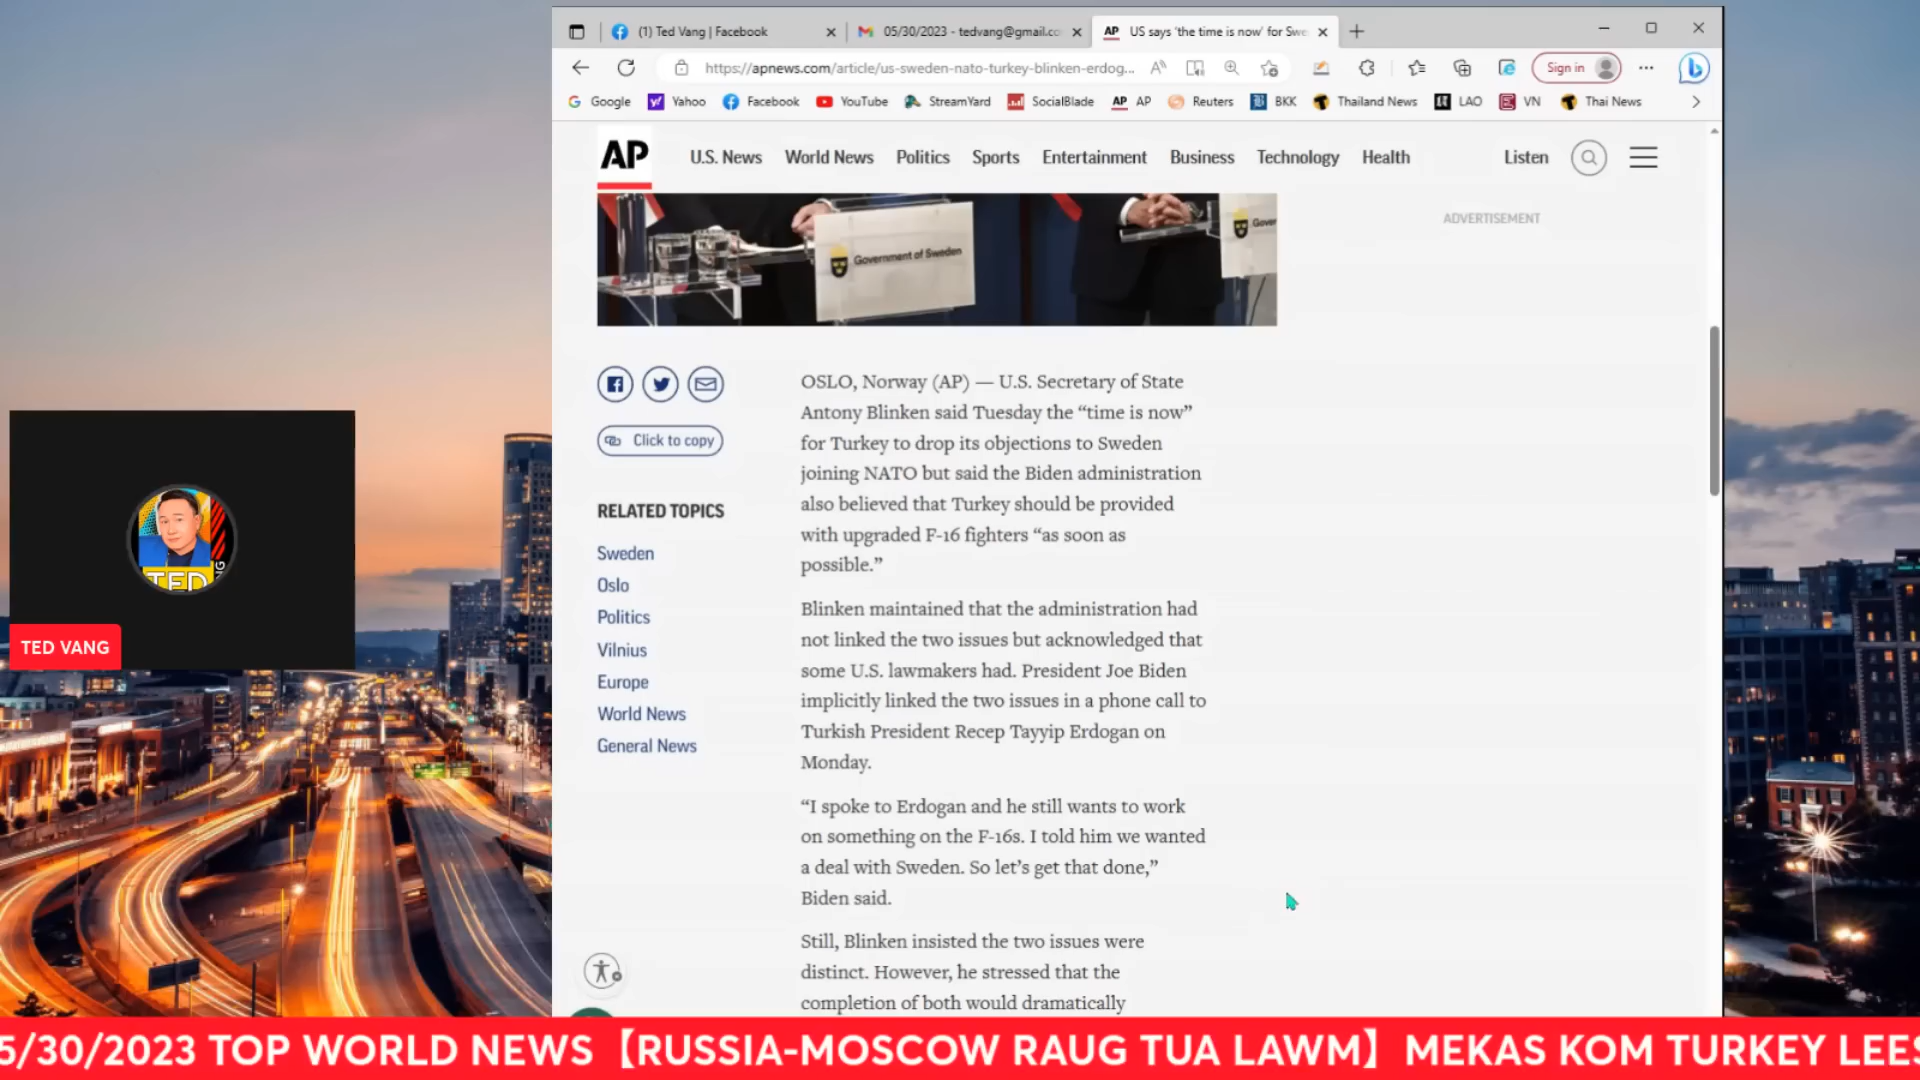 (1) Ted Vang | Facebook
05/30/2023 - tedvang@gmail.co
AP US says 'the time is now' for Swe
https://apnews.com/article/us-sweden-nato-turkey-blinken-erdog...
Sign in
Google Yahoo Facebook YouTube StreamYard SocialBlade AP AP Reuters BKK Thailand News LAO VN Thai News
AP U.S. News World News Politics Sports Entertainment Business Technology Health Listen
ADVERTISEMENT
Government of Sweden
Gover
Click to copy
RELATED TOPICS
Sweden
Oslo
Politics
Vilnius
Europe
World News
General News
OSLO, Norway (AP) — U.S. Secretary of State
Antony Blinken said Tuesday the “time is now”
for Turkey to drop its objections to Sweden
joining NATO but said the Biden administration
also believed that Turkey should be provided
with upgraded F-16 fighters “as soon as
possible.”
Blinken maintained that the administration had
not linked the two issues but acknowledged that
some U.S. lawmakers had. President Joe Biden
implicitly linked the two issues in a phone call to
Turkish President Recep Tayyip Erdogan on
Monday.
“I spoke to Erdogan and he still wants to work
on something on the F-16s. I told him we wanted
a deal with Sweden. So let’s get that done,”
Biden said.
Still, Blinken insisted the two issues were
distinct. However, he stressed that the
completion of both would dramatically
TED
TED VANG
5/30/2023 TOP WORLD NEWS【RUSSIA-MOSCOW RAUG TUA LAWM】 MEKAS KOM TURKEY LEES